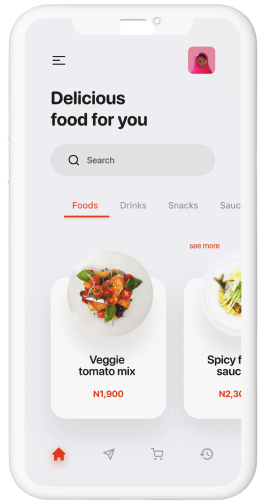 Delicious
food for you
Search
Foods Drinks Snacks Sauc
see more
Veggie
tomato mix
N1,900
Spicy f
sauc
N2,30